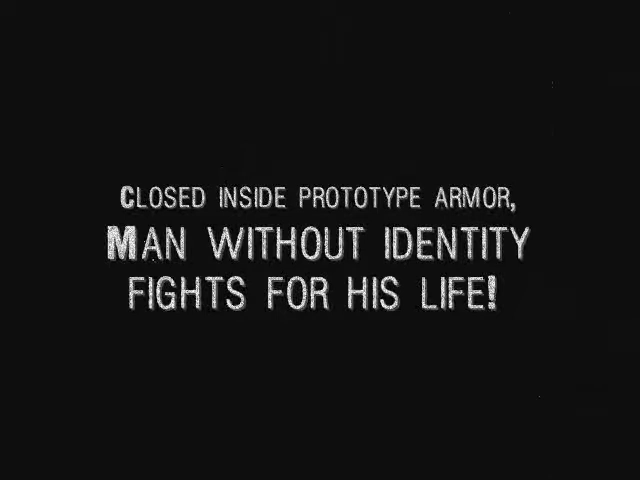 CLOSED INSIDE PROTOTYPE ARMOR,
MAN WITHOUT IDENTITY
FIGHTS FOR HIS LIFE!